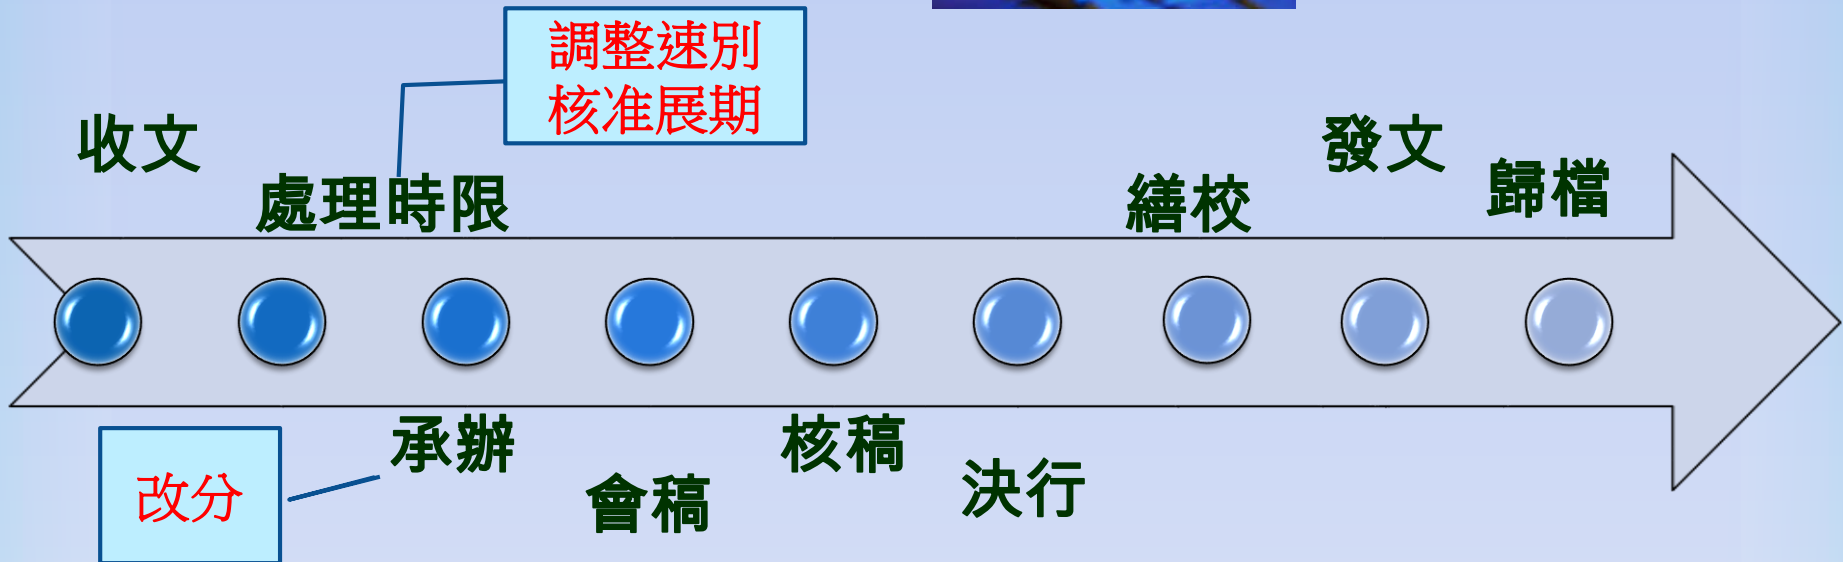 調整速別
核准展期
收文
處理時限
繕校
發文
歸檔
承辦
會稿
核稿
決行
改分